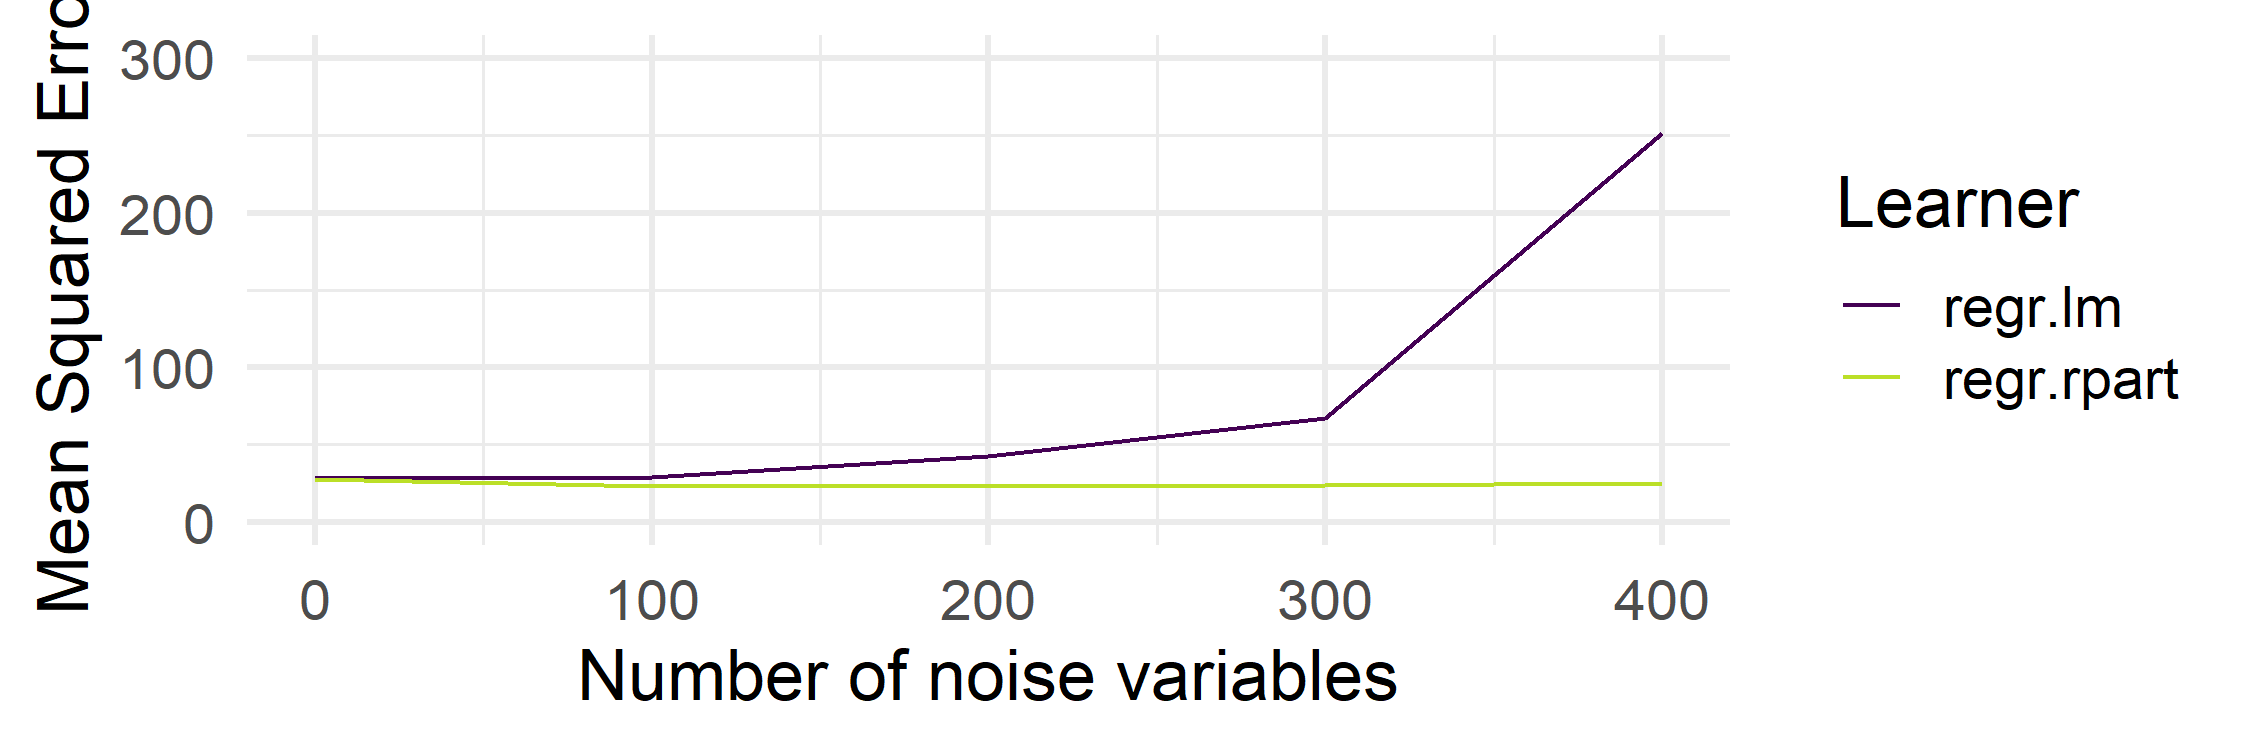 Mean Squared Erro
300
200
100
0
0 100 200 300 400
Number of noise variables
Learner
regr.lm
regr.rpart